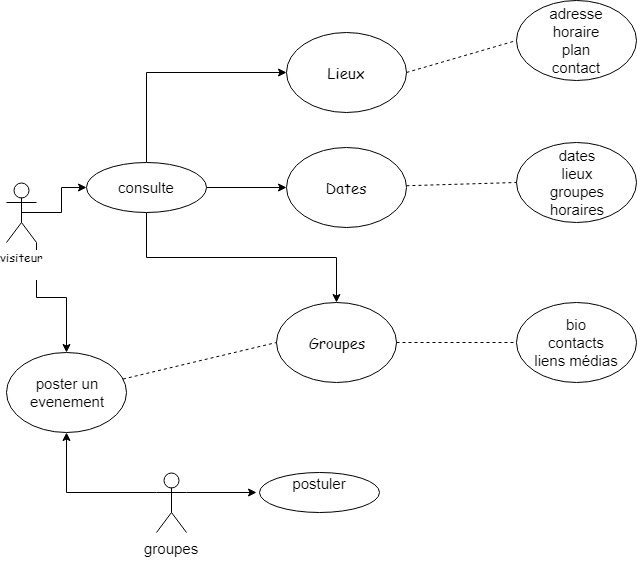 adresse
horaire
plan
contact
Lieux
consulte
Dates
dates
lieux
groupes
horaires
visiteur
Groupes
bio
contacts
liens médias
poster un
evenement
postuler
groupes